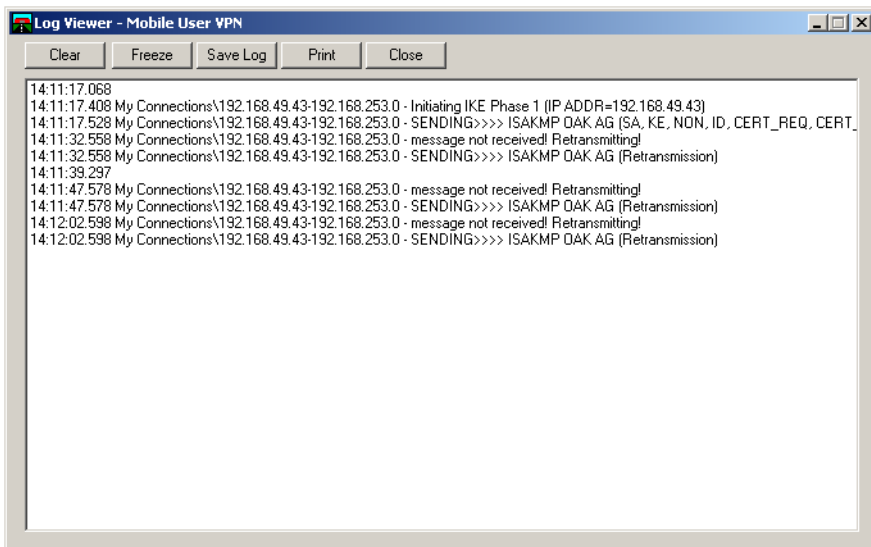 Log Viewer - Mobile User VPN
Clear Freeze Save Log Print Close
14:11:17.068
14:11:17.408 My Connections\192.168.49.43-192.168.253.0 - Initiating IKE Phase 1 (IP ADDR=192.168.49.43)
14:11:17.528 My Connections\192.168.49.43-192.168.253.0 - SENDING>>>> ISAKMP OAK AG (SA, KE, NON, ID, CERT_REQ, CERT_
14:11:32.558 My Connections\192.168.49.43-192.168.253.0 - message not received! Retransmitting!
14:11:32.558 My Connections\192.168.49.43-192.168.253.0 - SENDING>>>> ISAKMP OAK AG (Retransmission)
14:11:39.297
14:11:47.578 My Connections\192.168.49.43-192.168.253.0 - message not received! Retransmitting!
14:11:47.578 My Connections\192.168.49.43-192.168.253.0 - SENDING>>>> ISAKMP OAK AG (Retransmission)
14:12:02.598 My Connections\192.168.49.43-192.168.253.0 - message not received! Retransmitting!
14:12:02.598 My Connections\192.168.49.43-192.168.253.0 - SENDING>>>> ISAKMP OAK AG (Retransmission)